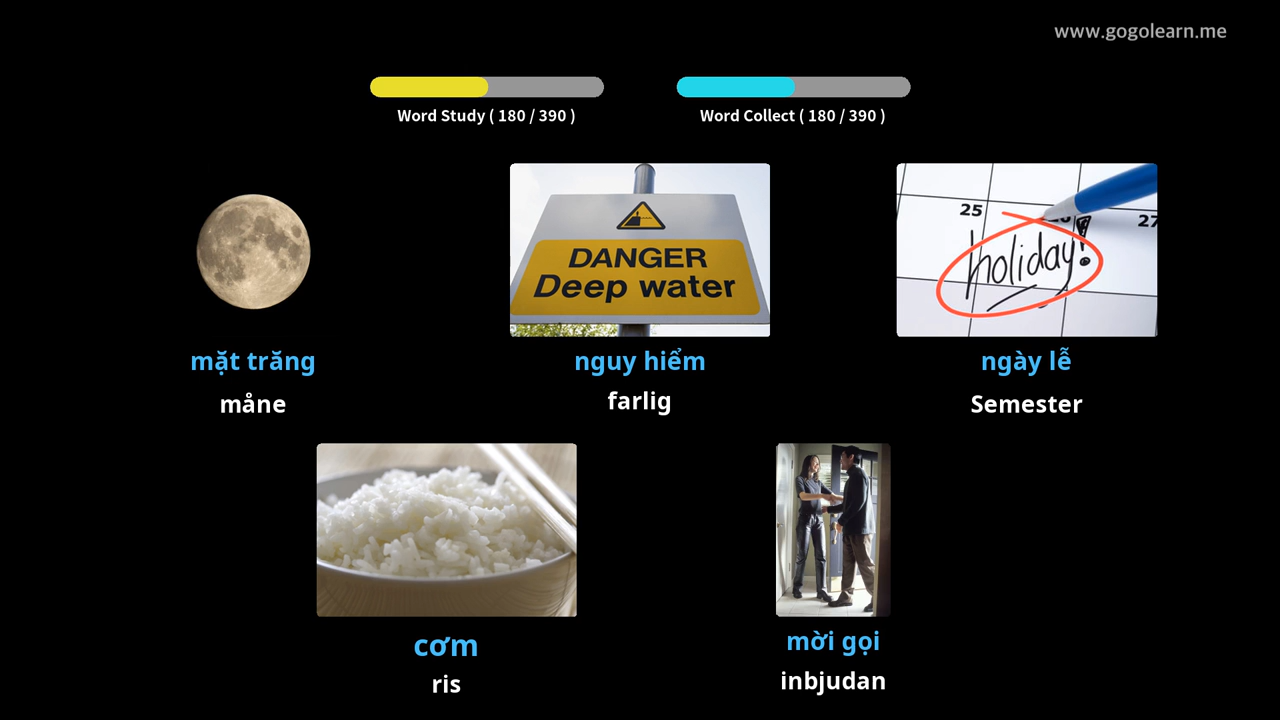 www.gogolearn.me
Word Study ( 180 / 390 )
Word Collect ( 180 / 390 )
DANGER
Deep water
25
27
holiday!
mặt trăng
nguy hiểm
ngày lễ
måne
farlig
Semester
cơm
mời gọi
ris
inbjudan